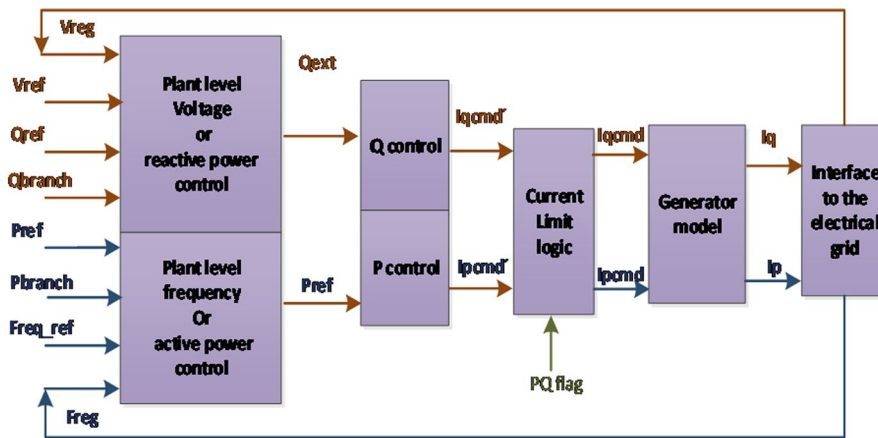 Vreg
Vref
Qref
Qbranch
Pref
Pbranch
Freq_ref
Freg
Plant level
Voltage
or
reactive power
control
Plant level
frequency
Or
active power
control
Qext
Pref
Q control
P control
Iqcmd'
Ipcmd'
Current
Limit
logic
PQ flag
Iqcmd
Ipcmd
Generator
model
Iq
Ip
Interface
to the
electrical
grid